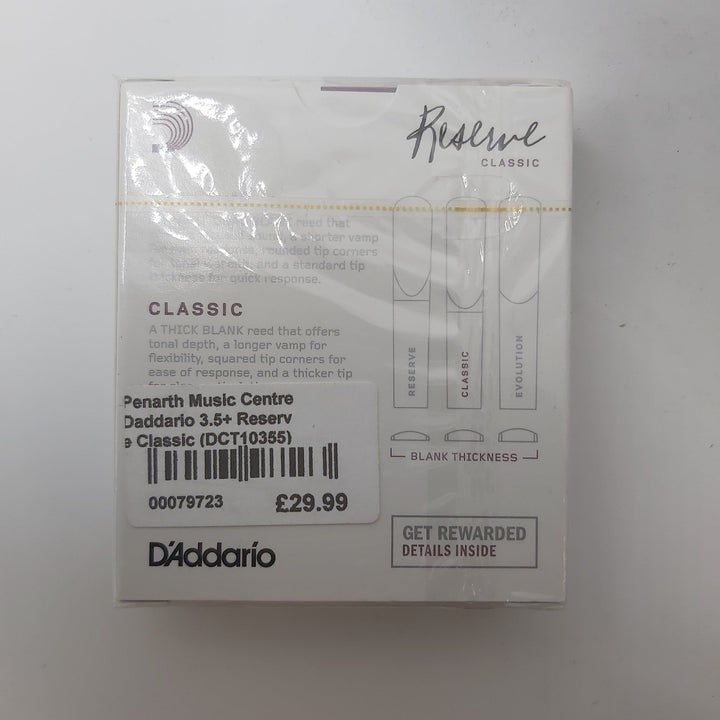 Reserve
CLASSIC
reed that
shorter vamp
rounded tip corners
and a standard tip
thickness for quick response.
CLASSIC
A THICK BLANK reed that offers
tonal depth, a longer vamp for
flexibility, squared tip corners for
ease of response, and a thicker tip
RESERVE
CLASSIC
EVOLUTION
BLANK THICKNESS
Penarth Music Centre
Daddario 3.5+ Reserv
e Classic (DCT10355)
00079723
£29.99
D'Addario
GET REWARDED
DETAILS INSIDE